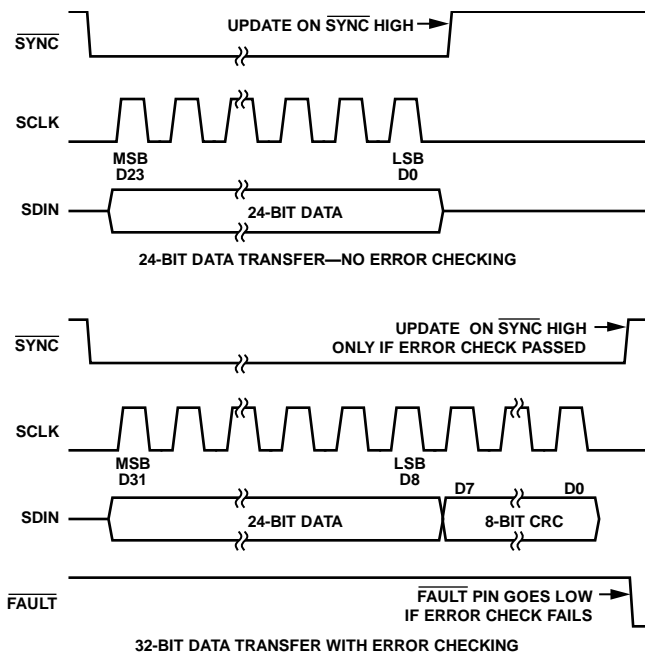 UPDATE ON SYNC HIGH
SYNC
SCLK
MSB
D23
LSB
D0
SDIN
24-BIT DATA
24-BIT DATA TRANSFER—NO ERROR CHECKING
SYNC
UPDATE ON SYNC HIGH
ONLY IF ERROR CHECK PASSED
SCLK
MSB
D31
LSB
D8
D7
D0
SDIN
24-BIT DATA
8-BIT CRC
FAULT
FAULT PIN GOES LOW
IF ERROR CHECK FAILS
32-BIT DATA TRANSFER WITH ERROR CHECKING